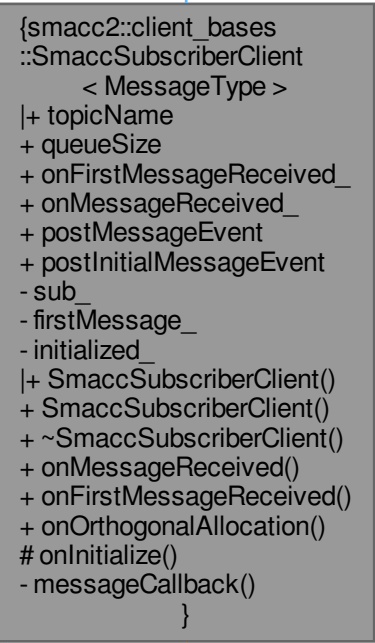 {smacc2::client_bases
::SmaccSubscriberClient
< MessageType >
|+ topicName
+ queueSize
+ onFirstMessageReceived_
+ onMessageReceived_
+ postMessageEvent
+ postInitialMessageEvent
- sub_
- firstMessage_
- initialized_
|+ SmaccSubscriberClient()
+ SmaccSubscriberClient()
+ ~SmaccSubscriberClient()
+ onMessageReceived()
+ onFirstMessageReceived()
+ onOrthogonalAllocation()
# onInitialize()
- messageCallback()
}